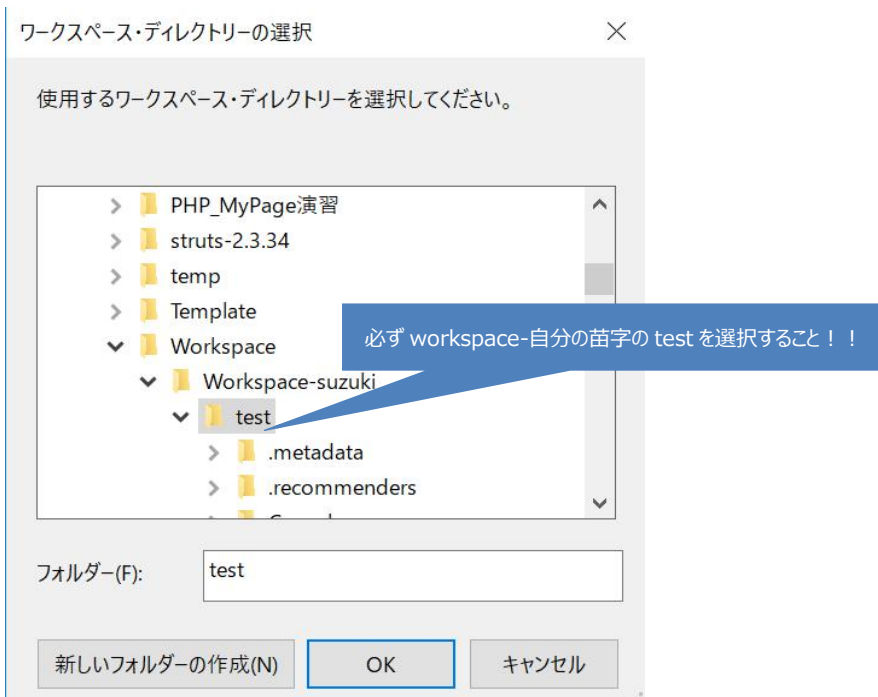 ワークスペース・ディレクトリーの選択
使用するワークスペース・ディレクトリーを選択してください。
PHP_MyPage演習
struts-2.3.34
temp
Template
Workspace
必ず workspace-自分の苗字の test を選択すること！！
Workspace-suzuki
test
.metadata
.recommenders
フォルダー(F):
test
新しいフォルダーの作成(N)
OK
キャンセル